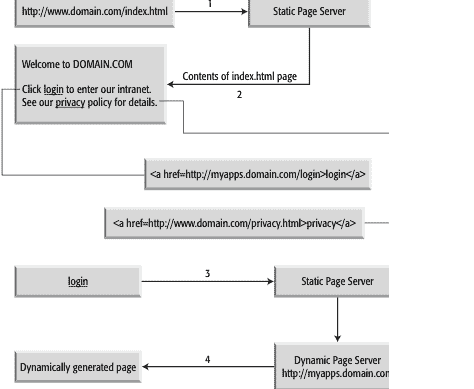 http://www.domain.com/index.html
1
Static Page Server
Welcome to DOMAIN.COM
Click login to enter our intranet.
See our privacy policy for details.
Contents of index.html page
2
<a href=http://myapps.domain.com/login>login</a>
<a href=http://www.domain.com/privacy.html>privacy</a>
login
3
Static Page Server
Dynamically generated page
4
Dynamic Page Server
http://myapps.domain.con